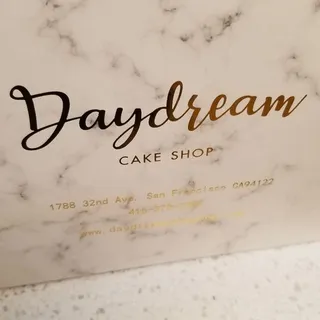 Daydream
CAKE SHOP
1788 32nd Ave, San Francisco CA94122